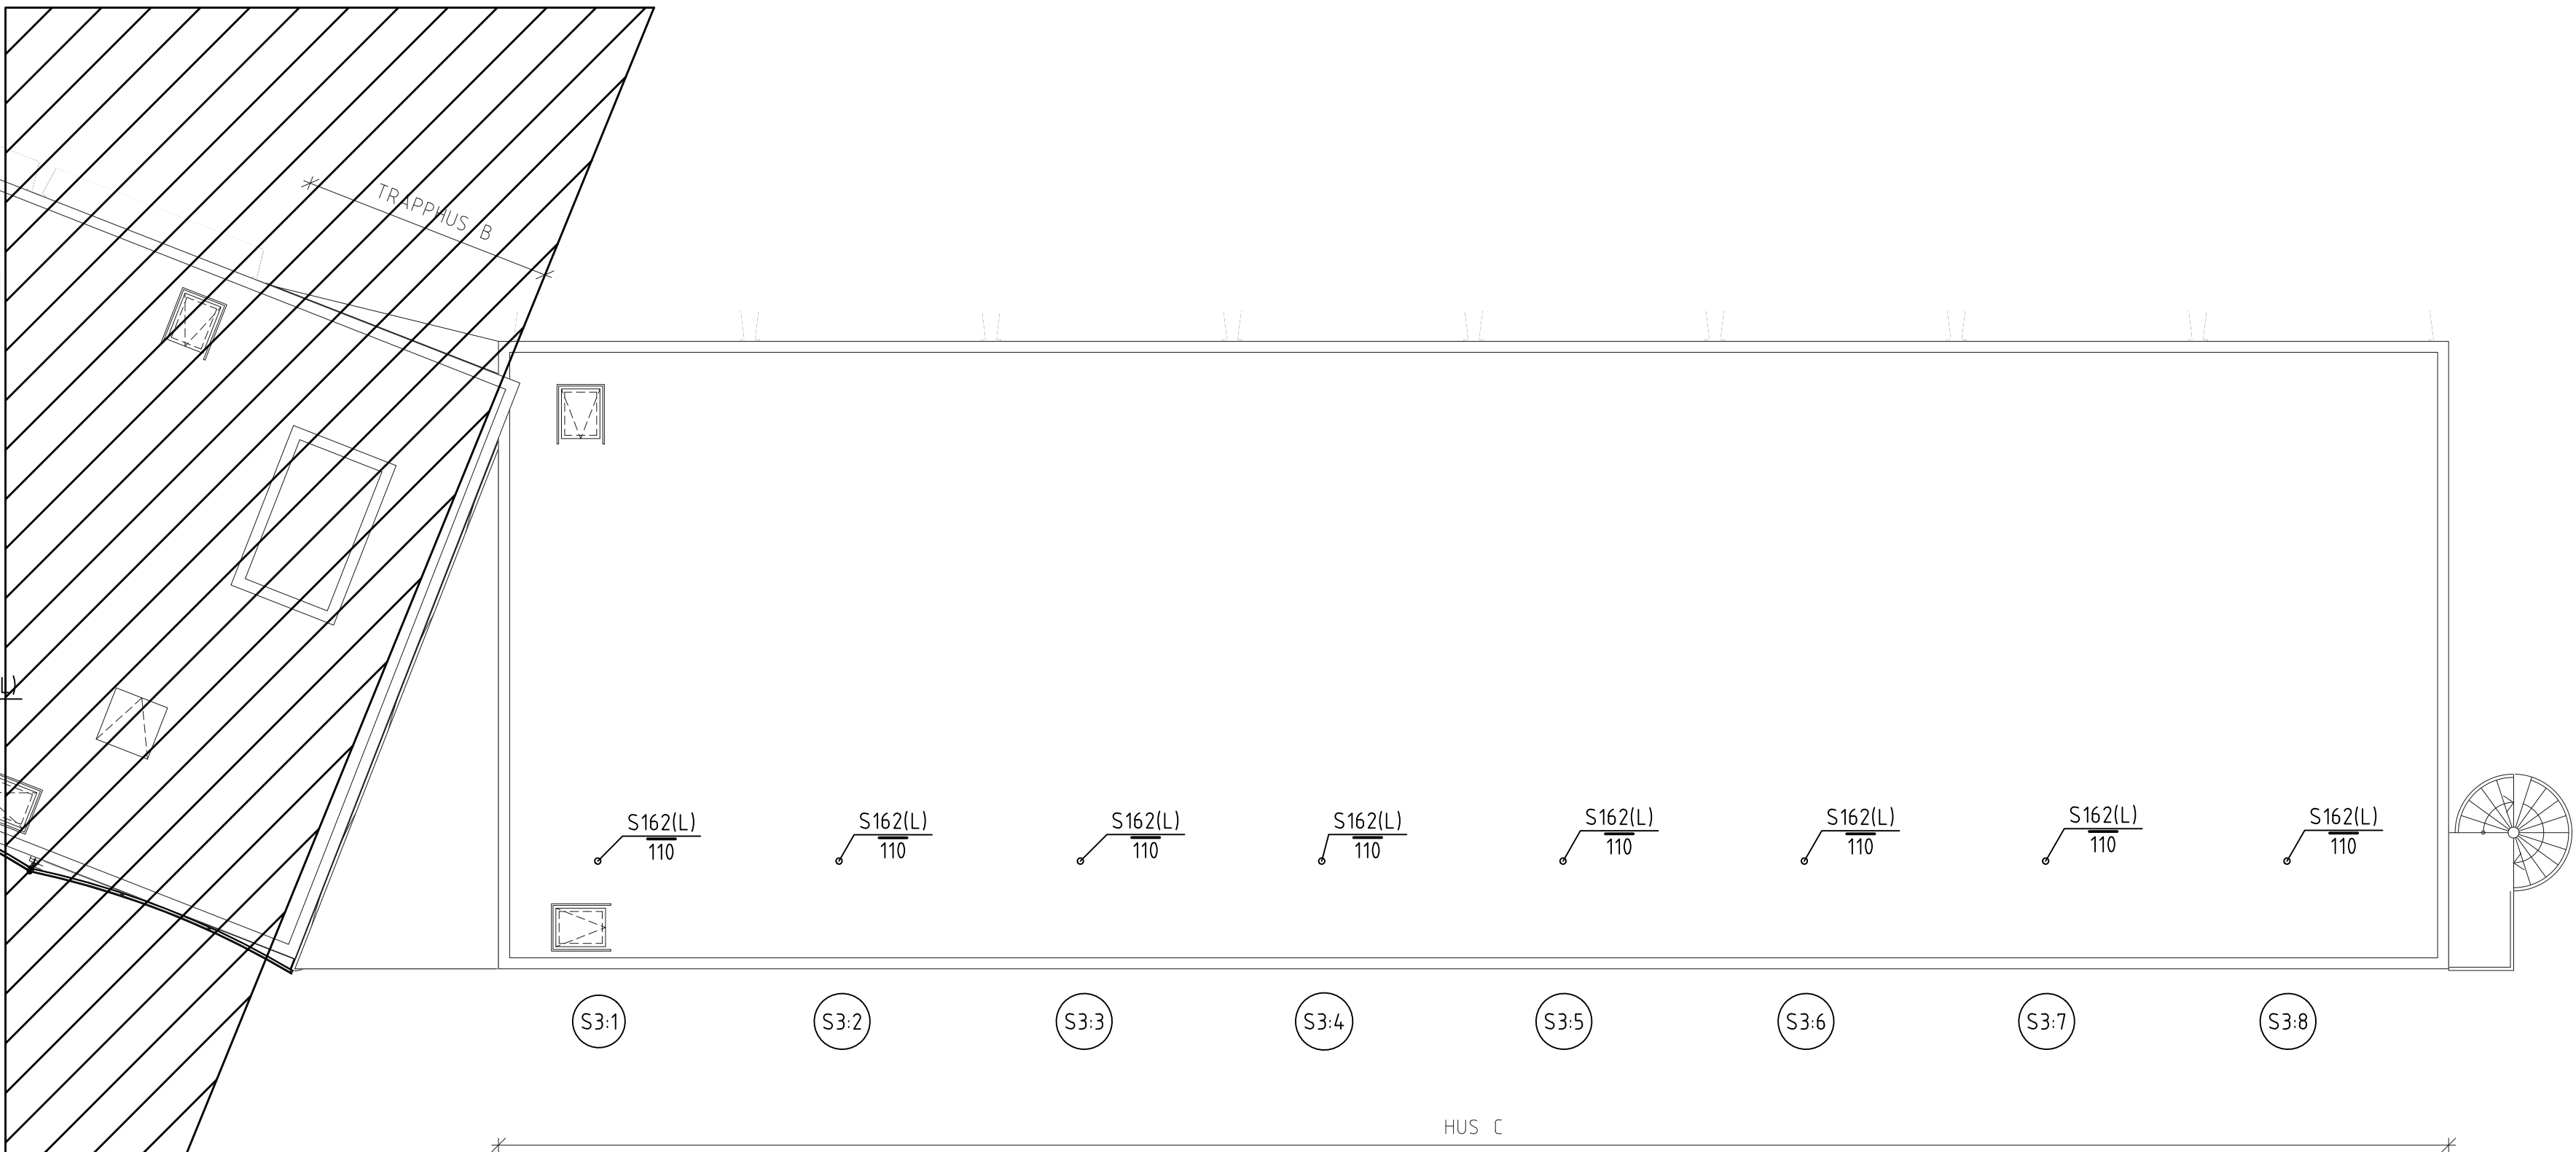 TRAPPHUS B
L)
S162(L)
110
S162(L)
110
S162(L)
110
S162(L)
110
S162(L)
110
S162(L)
110
S162(L)
110
S162(L)
110
S3:1
S3:2
S3:3
S3:4
S3:5
S3:6
S3:7
S3:8
HUS C